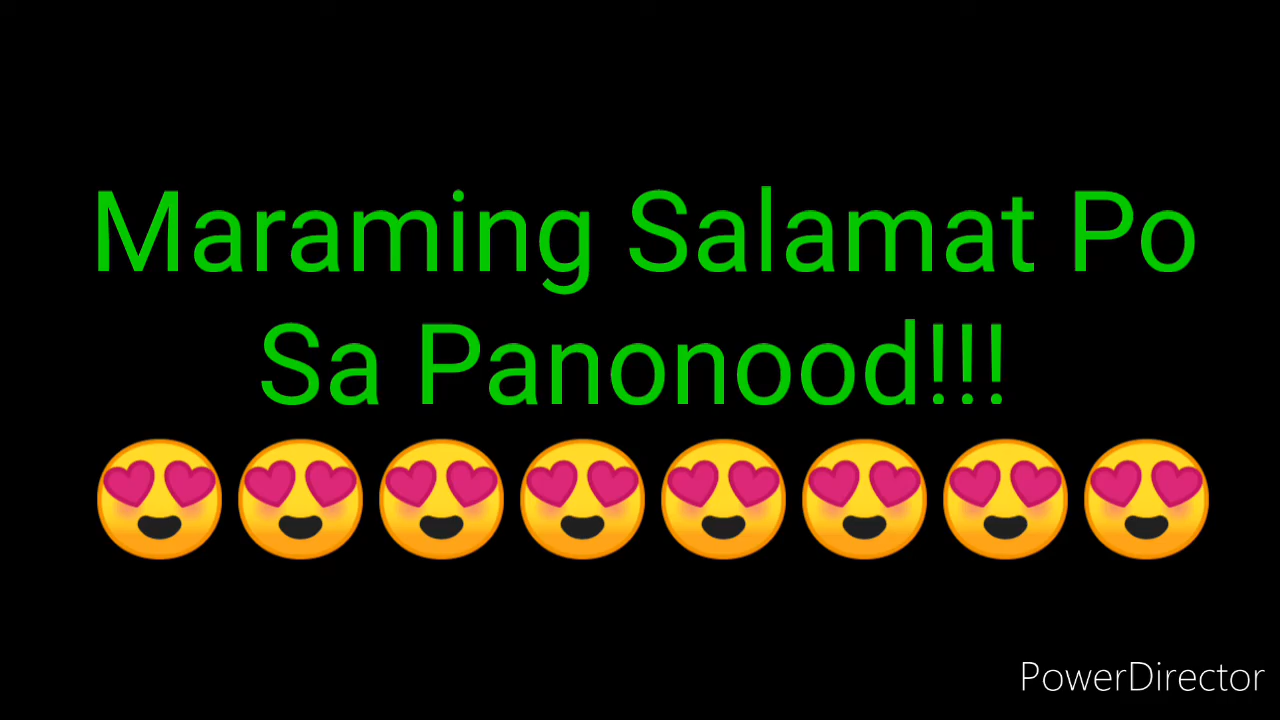 Maraming Salamat Po
Sa Panonood!!!
😍😍😍😍😍😍😍😍
PowerDirector